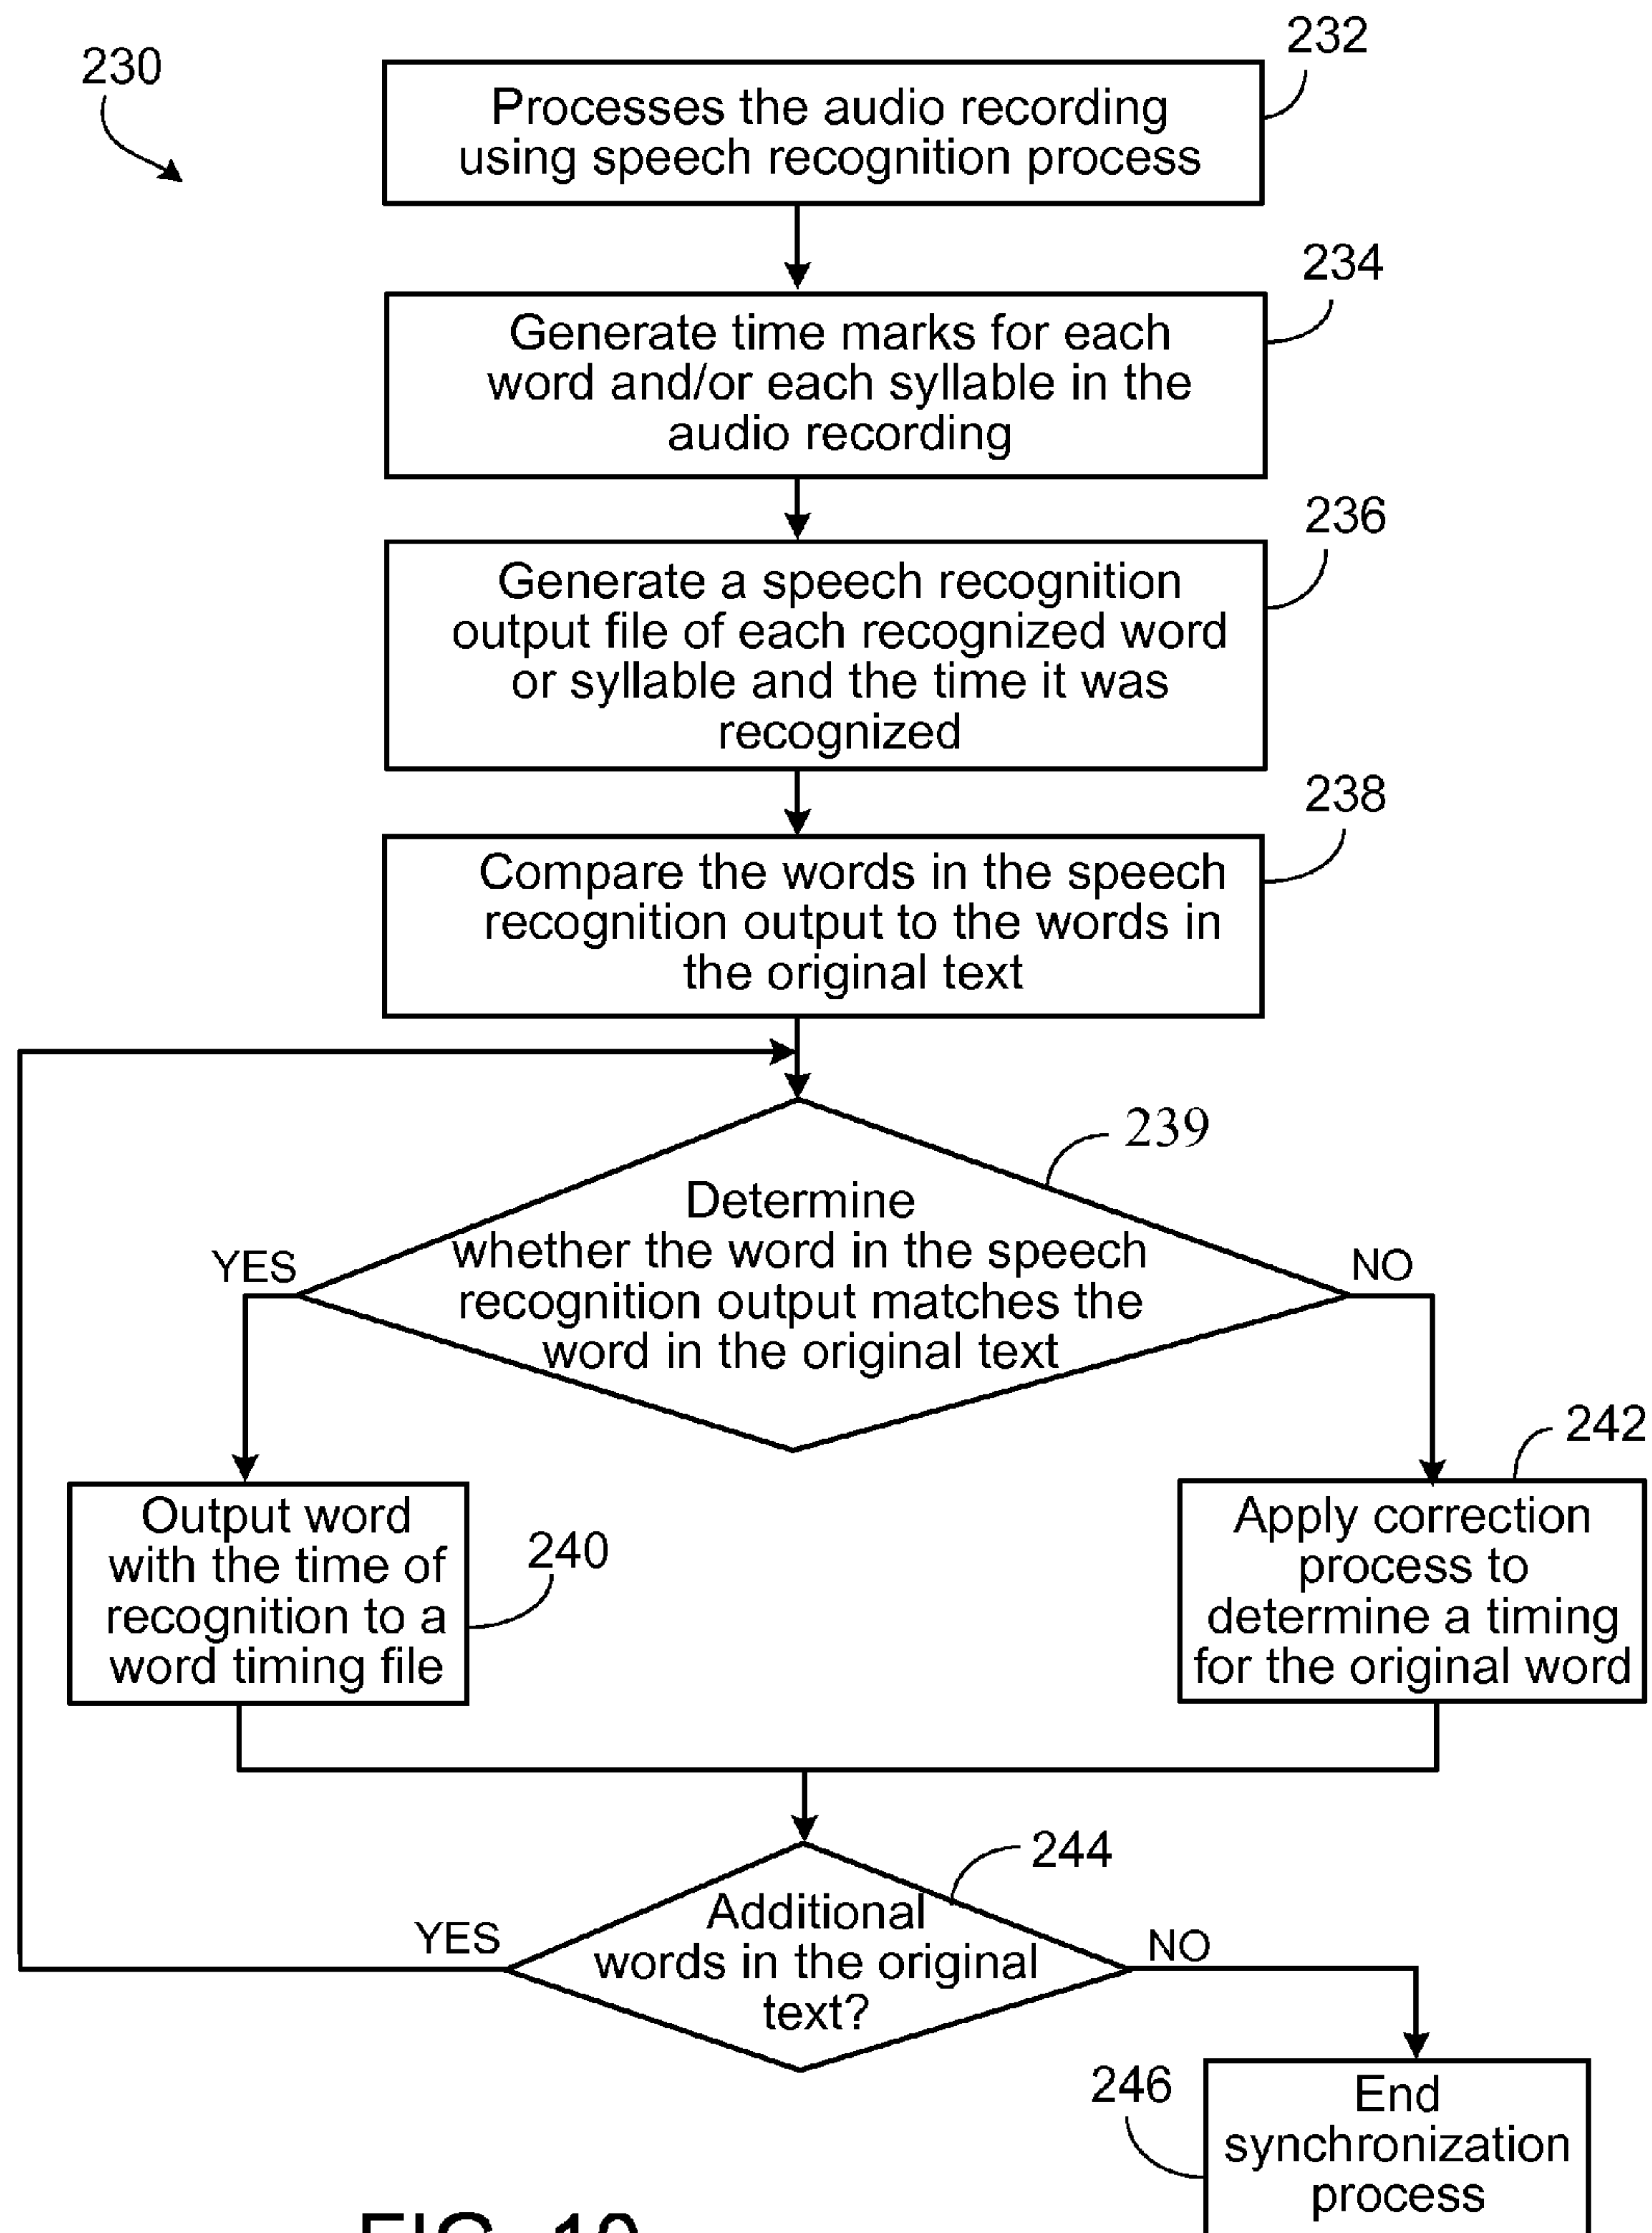 230
232
Processes the audio recording
using speech recognition process
234
Generate time marks for each
word and/or each syllable in the
audio recording
236
Generate a speech recognition
output file of each recognized word
or syllable and the time it was
recognized
238
Compare the words in the speech
recognition output to the words in
the original text
239
Determine
whether the word in the speech
recognition output matches the
word in the original text
YES
NO
240
Output word
with the time of
recognition to a
word timing file
242
Apply correction
process to
determine a timing
for the original word
244
Additional
words in the original
text?
YES
NO
246
End
synchronization
process
FIG. 10